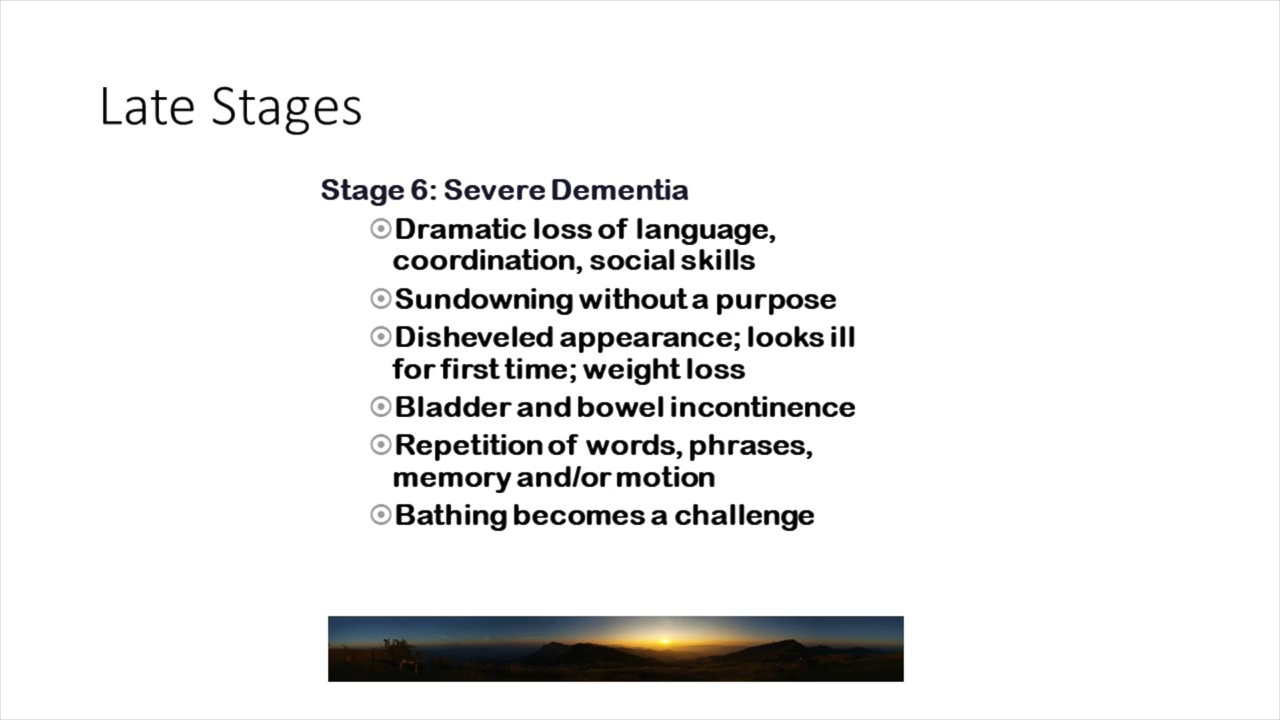 Late Stages
Stage 6: Severe Dementia
Dramatic loss of language,
coordination, social skills
Sundowning without a purpose
Disheveled appearance; looks ill
for first time; weight loss
Bladder and bowel incontinence
Repetition of words, phrases,
memory and/or motion
Bathing becomes a challenge